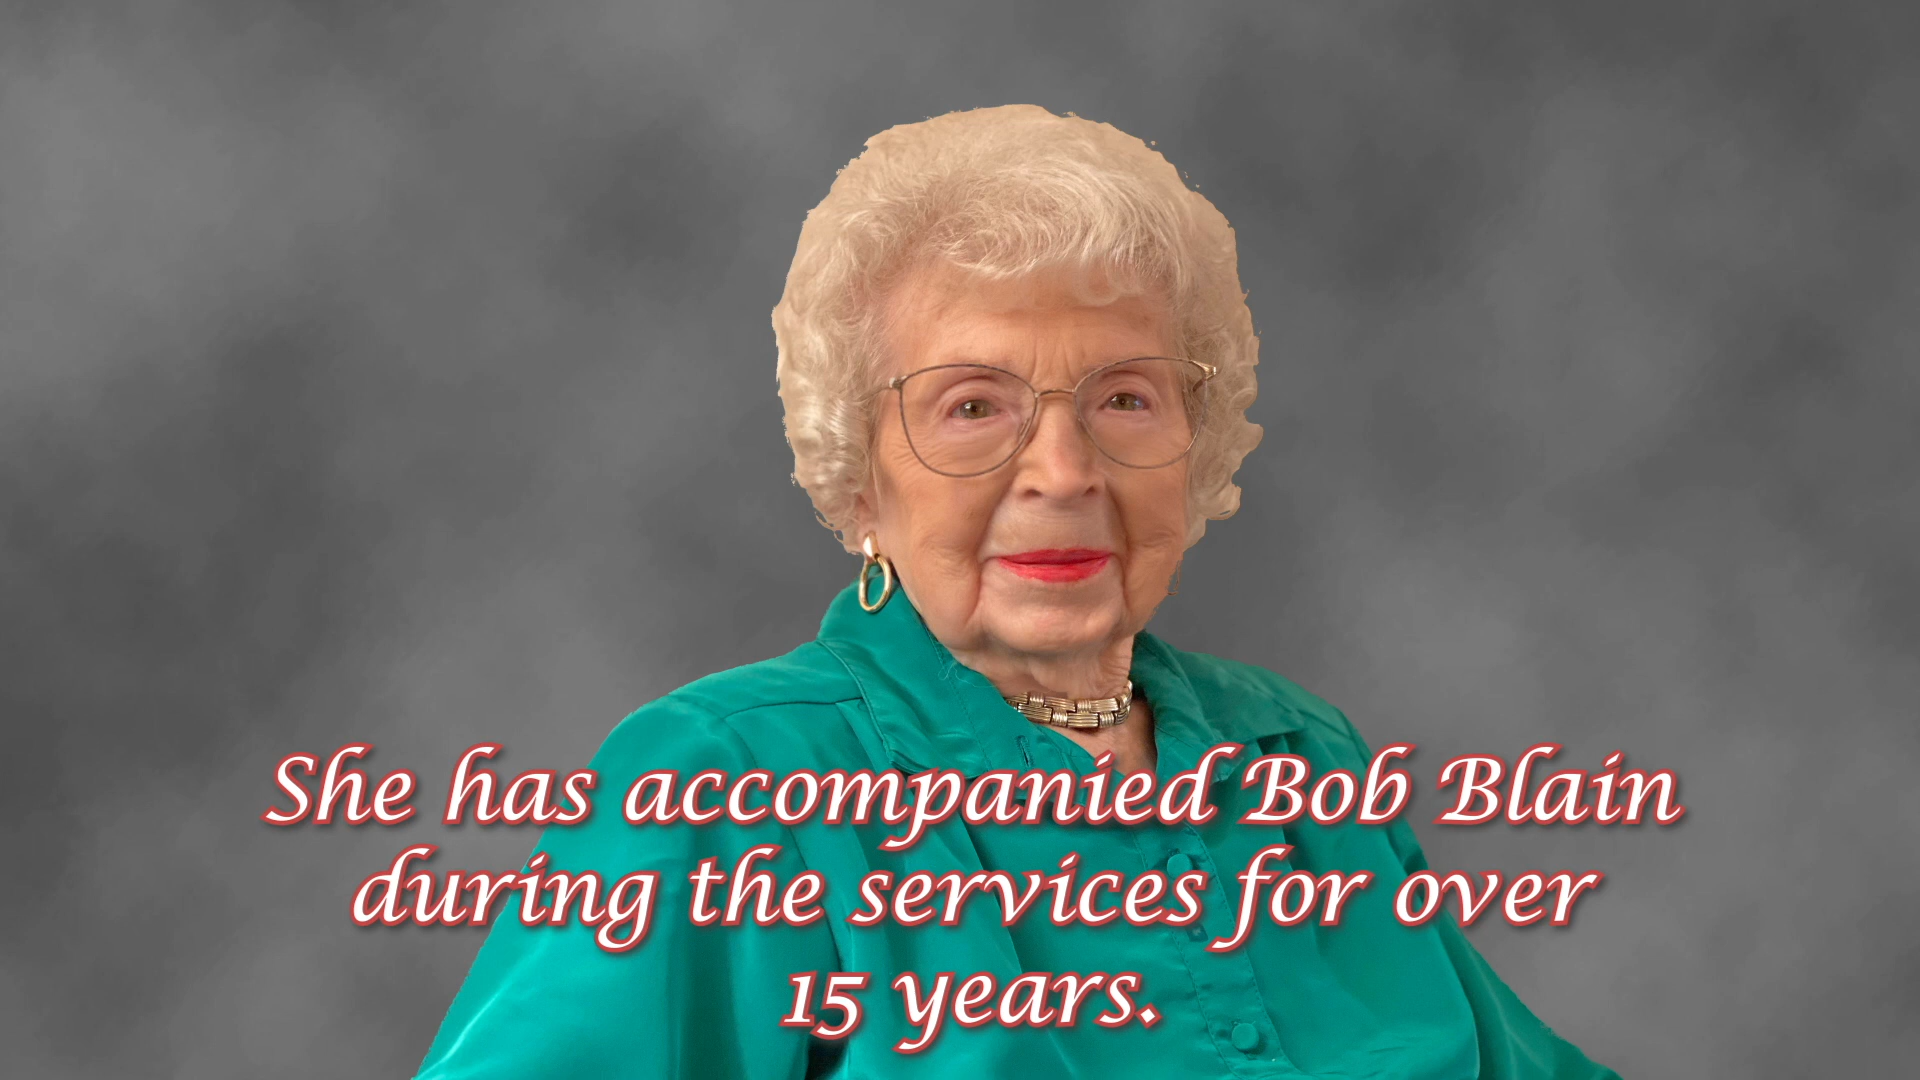 She has accompanied Bob Blain
during the services for over
15 years.